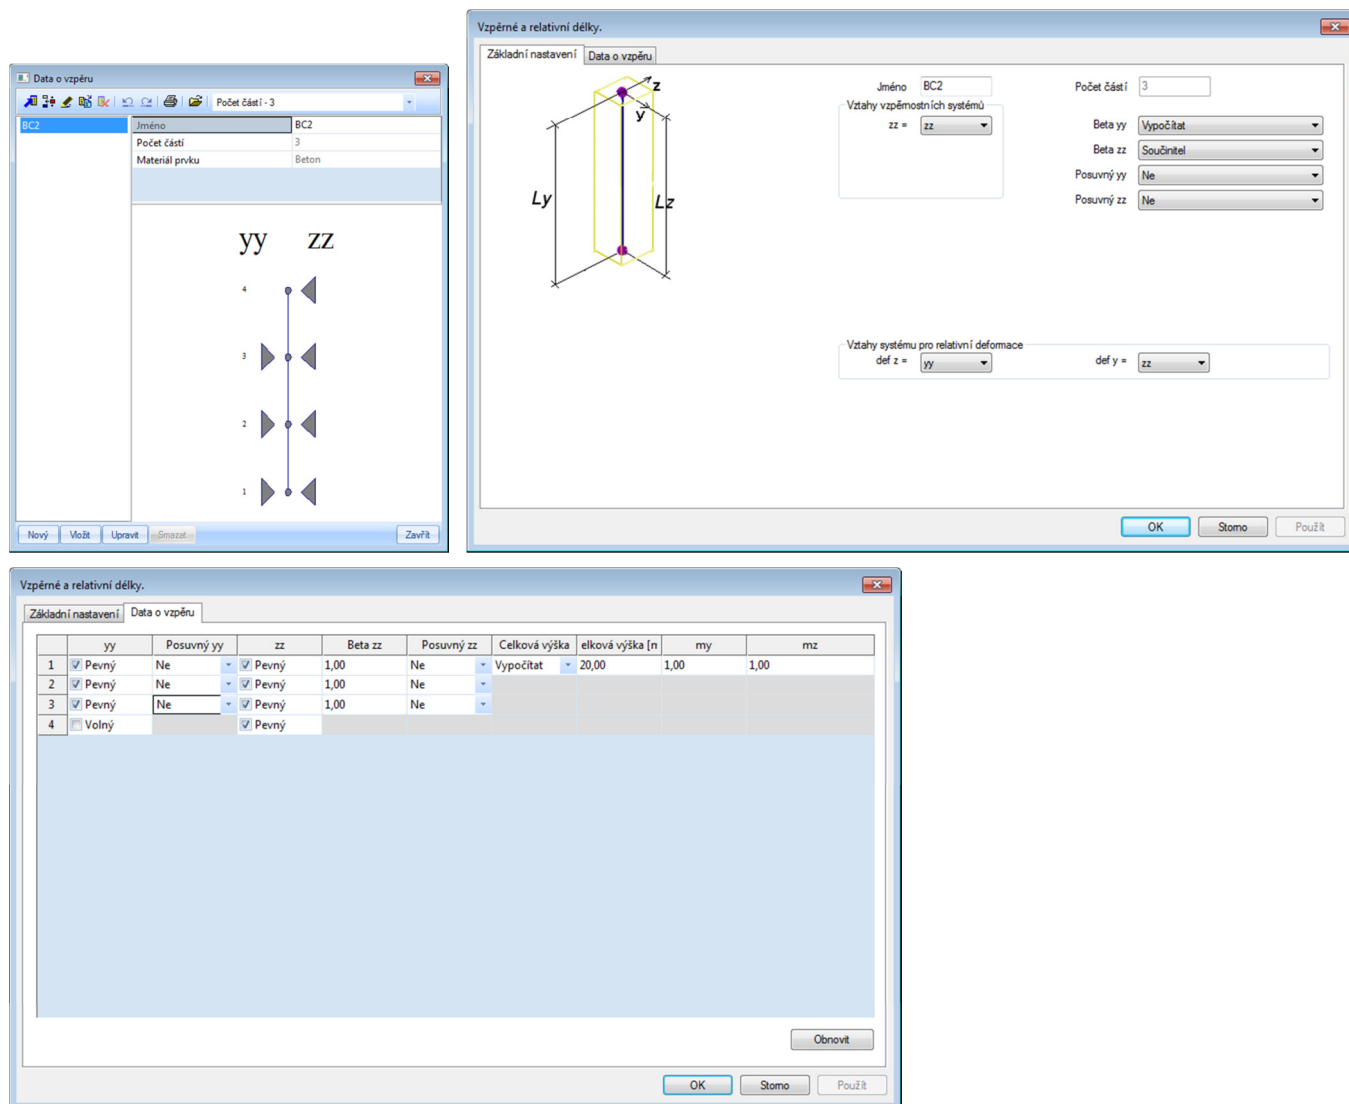 Data o vzpěru
Počet částí - 3
BC2
Jméno BC2
Počet částí 3
Materiál prvku Beton
yy zz
4
3
2
1
Nový Vložit Upravit Smazat Zavřít
Vzpěrné a relativní délky.
Základní nastavení Data o vzpěru
z
y
Ly
Lz
Jméno BC2
Vztahy vzpěrnostních systémů
zz = zz
Počet částí 3
Beta yy Vypočítat
Beta zz Součinitel
Posuvný yy Ne
Posuvný zz Ne
Vztahy systému pro relativní deformace
def z = yy def y = zz
OK Storno Použít
Vzpěrné a relativní délky.
Základní nastavení Data o vzpěru
yy Posuvný yy zz Beta zz Posuvný zz Celková výška elková výška [m my mz
1 Pevný Ne Pevný 1,00 Ne Vypočítat 20,00 1,00 1,00
2 Pevný Ne Pevný 1,00 Ne
3 Pevný Ne Pevný 1,00 Ne
4 Volný Pevný
Obnovit
OK Storno Použít